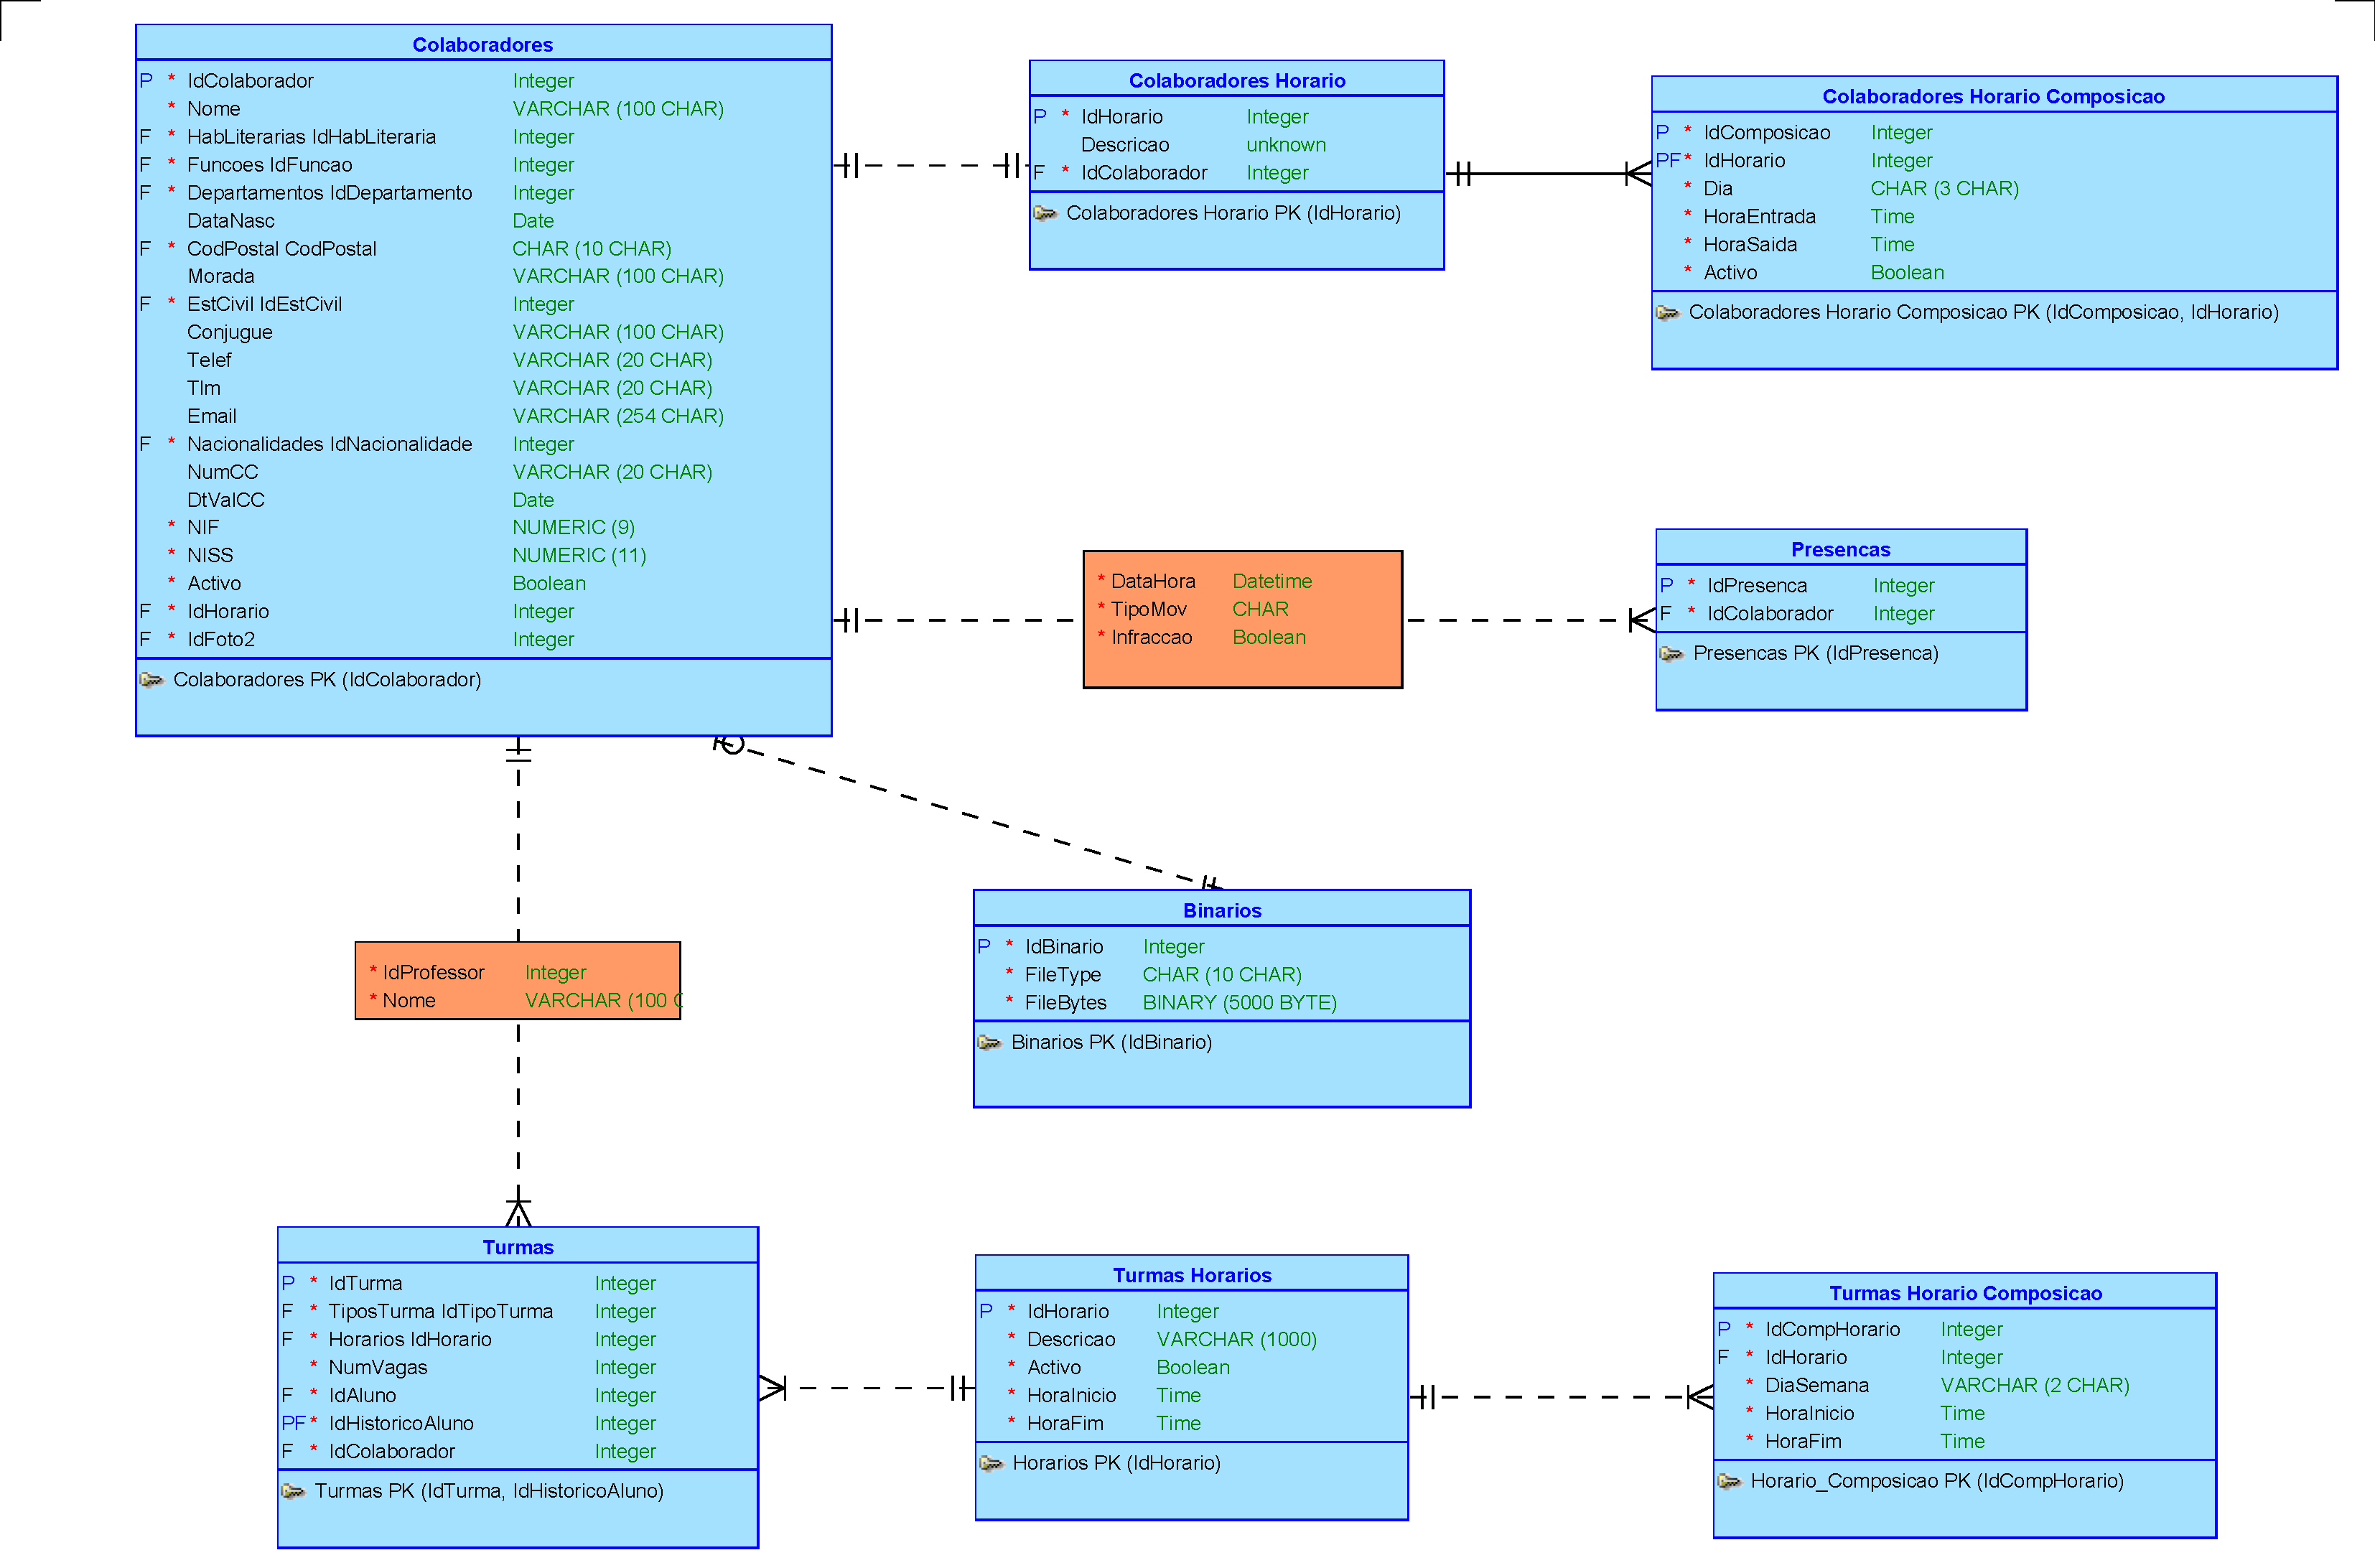 Colaboradores
P * IdColaborador Integer
* Nome VARCHAR (100 CHAR)
F * HabLiterarias IdHabLiteraria Integer
F * Funcoes IdFuncao Integer
F * Departamentos IdDepartamento Integer
DataNasc Date
F * CodPostal CodPostal CHAR (10 CHAR)
Morada VARCHAR (100 CHAR)
F * EstCivil IdEstCivil Integer
Conjugue VARCHAR (100 CHAR)
Telef VARCHAR (20 CHAR)
Tlm VARCHAR (20 CHAR)
Email VARCHAR (254 CHAR)
F * Nacionalidades IdNacionalidade Integer
NumCC VARCHAR (20 CHAR)
DtValCC Date
* NIF NUMERIC (9)
* NISS NUMERIC (11)
* Activo Boolean
F * IdHorario Integer
F * IdFoto2 Integer
Colaboradores PK (IdColaborador)
Colaboradores Horario
P * IdHorario Integer
Descricao unknown
F * IdColaborador Integer
Colaboradores Horario PK (IdHorario)
Colaboradores Horario Composicao
P * IdComposicao Integer
PF * IdHorario Integer
* Dia CHAR (3 CHAR)
* HoraEntrada Time
* HoraSaida Time
* Activo Boolean
Colaboradores Horario Composicao PK (IdComposicao, IdHorario)
* DataHora Datetime
* TipoMov CHAR
* Infraccao Boolean
Presencas
P * IdPresenca Integer
F * IdColaborador Integer
Presencas PK (IdPresenca)
* IdProfessor Integer
* Nome VARCHAR (100
Binarios
P * IdBinario Integer
* FileType CHAR (10 CHAR)
* FileBytes BINARY (5000 BYTE)
Binarios PK (IdBinario)
Turmas
P * IdTurma Integer
F * TiposTurma IdTipoTurma Integer
F * Horarios IdHorario Integer
* NumVagas Integer
F * IdAluno Integer
PF * IdHistoricoAluno Integer
F * IdColaborador Integer
Turmas PK (IdTurma, IdHistoricoAluno)
Turmas Horarios
P * IdHorario Integer
* Descricao VARCHAR (1000)
* Activo Boolean
* HoraInicio Time
* HoraFim Time
Horarios PK (IdHorario)
Turmas Horario Composicao
P * IdCompHorario Integer
F * IdHorario Integer
* DiaSemana VARCHAR (2 CHAR)
* HoraInicio Time
* HoraFim Time
Horario_Composicao PK (IdCompHorario)